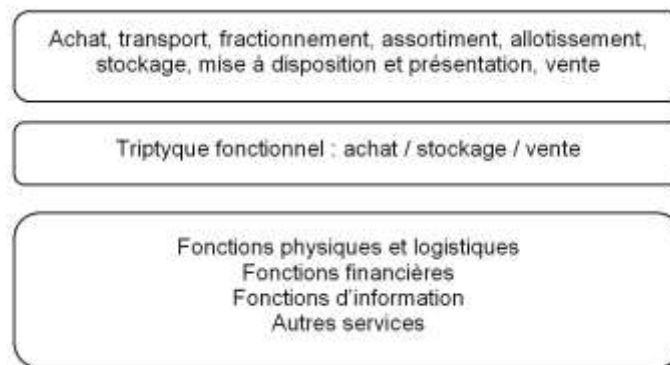 Achat, transport, fractionnement, assortiment, allotissement,
stockage, mise à disposition et présentation, vente
Triptyque fonctionnel : achat / stockage / vente
Fonctions physiques et logistiques
Fonctions financières
Fonctions d'information
Autres services